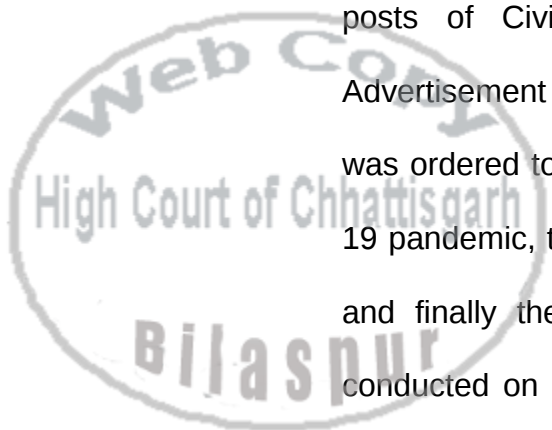 posts of Civi
Advertisement
was ordered to
19 pandemic, t
and finally the
conducted on
Web Copy
High Court of Chhattisgarh
Bilaspur